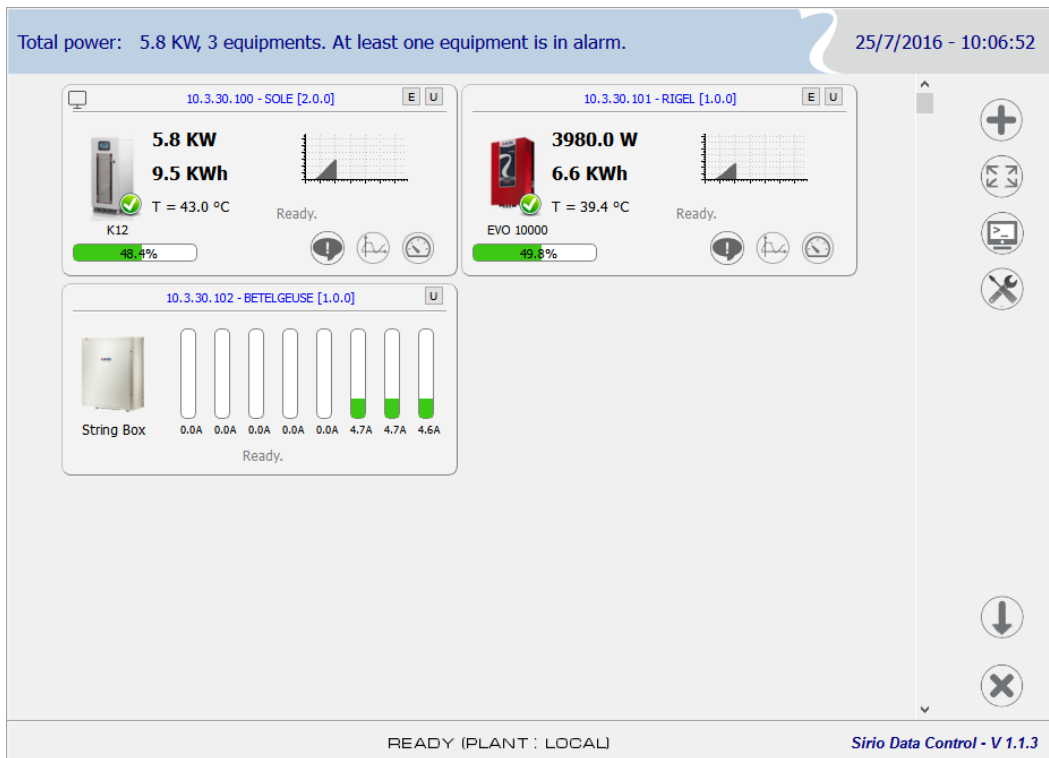 Total power: 5.8 KW, 3 equipments. At least one equipment is in alarm.
25/7/2016 - 10:06:52
10.3.30.100 - SOLE [2.0.0]
E U
5.8 KW
9.5 KWh
T = 43.0 ºC
Ready.
K12
48.4%
10.3.30.101 - RIGEL [1.0.0]
E U
3980.0 W
6.6 KWh
T = 39.4 ºC
Ready.
EVO 10000
49.8%
10.3.30.102 - BETELGEUSE [1.0.0]
U
String Box
0.0A 0.0A 0.0A 0.0A 0.0A 4.7A 4.7A 4.6A
Ready.
READY (PLANT : LOCAL)
Sirio Data Control - V 1.1.3